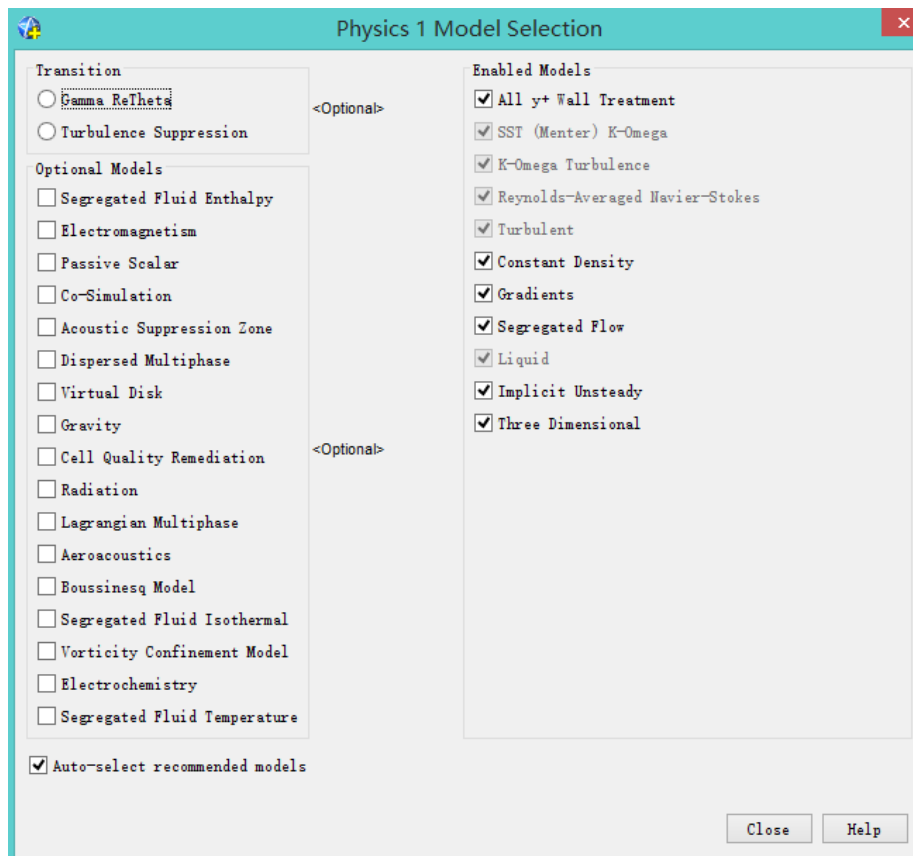 Physics 1 Model Selection
Transition
Gamma ReTheta
Turbulence Suppression
<Optional>
Optional Models
Segregated Fluid Enthalpy
Electromagnetism
Passive Scalar
Co-Simulation
Acoustic Suppression Zone
Dispersed Multiphase
Virtual Disk
Gravity
Cell Quality Remediation
Radiation
Lagrangian Multiphase
Aeroacoustics
Boussinesq Model
Segregated Fluid Isothermal
Vorticity Confinement Model
Electrochemistry
Segregated Fluid Temperature
<Optional>
Enabled Models
All y+ Wall Treatment
SST (Menter) K-Omega
K-Omega Turbulence
Reynolds-Averaged Navier-Stokes
Turbulent
Constant Density
Gradients
Segregated Flow
Liquid
Implicit Unsteady
Three Dimensional
Auto-select recommended models
Close
Help